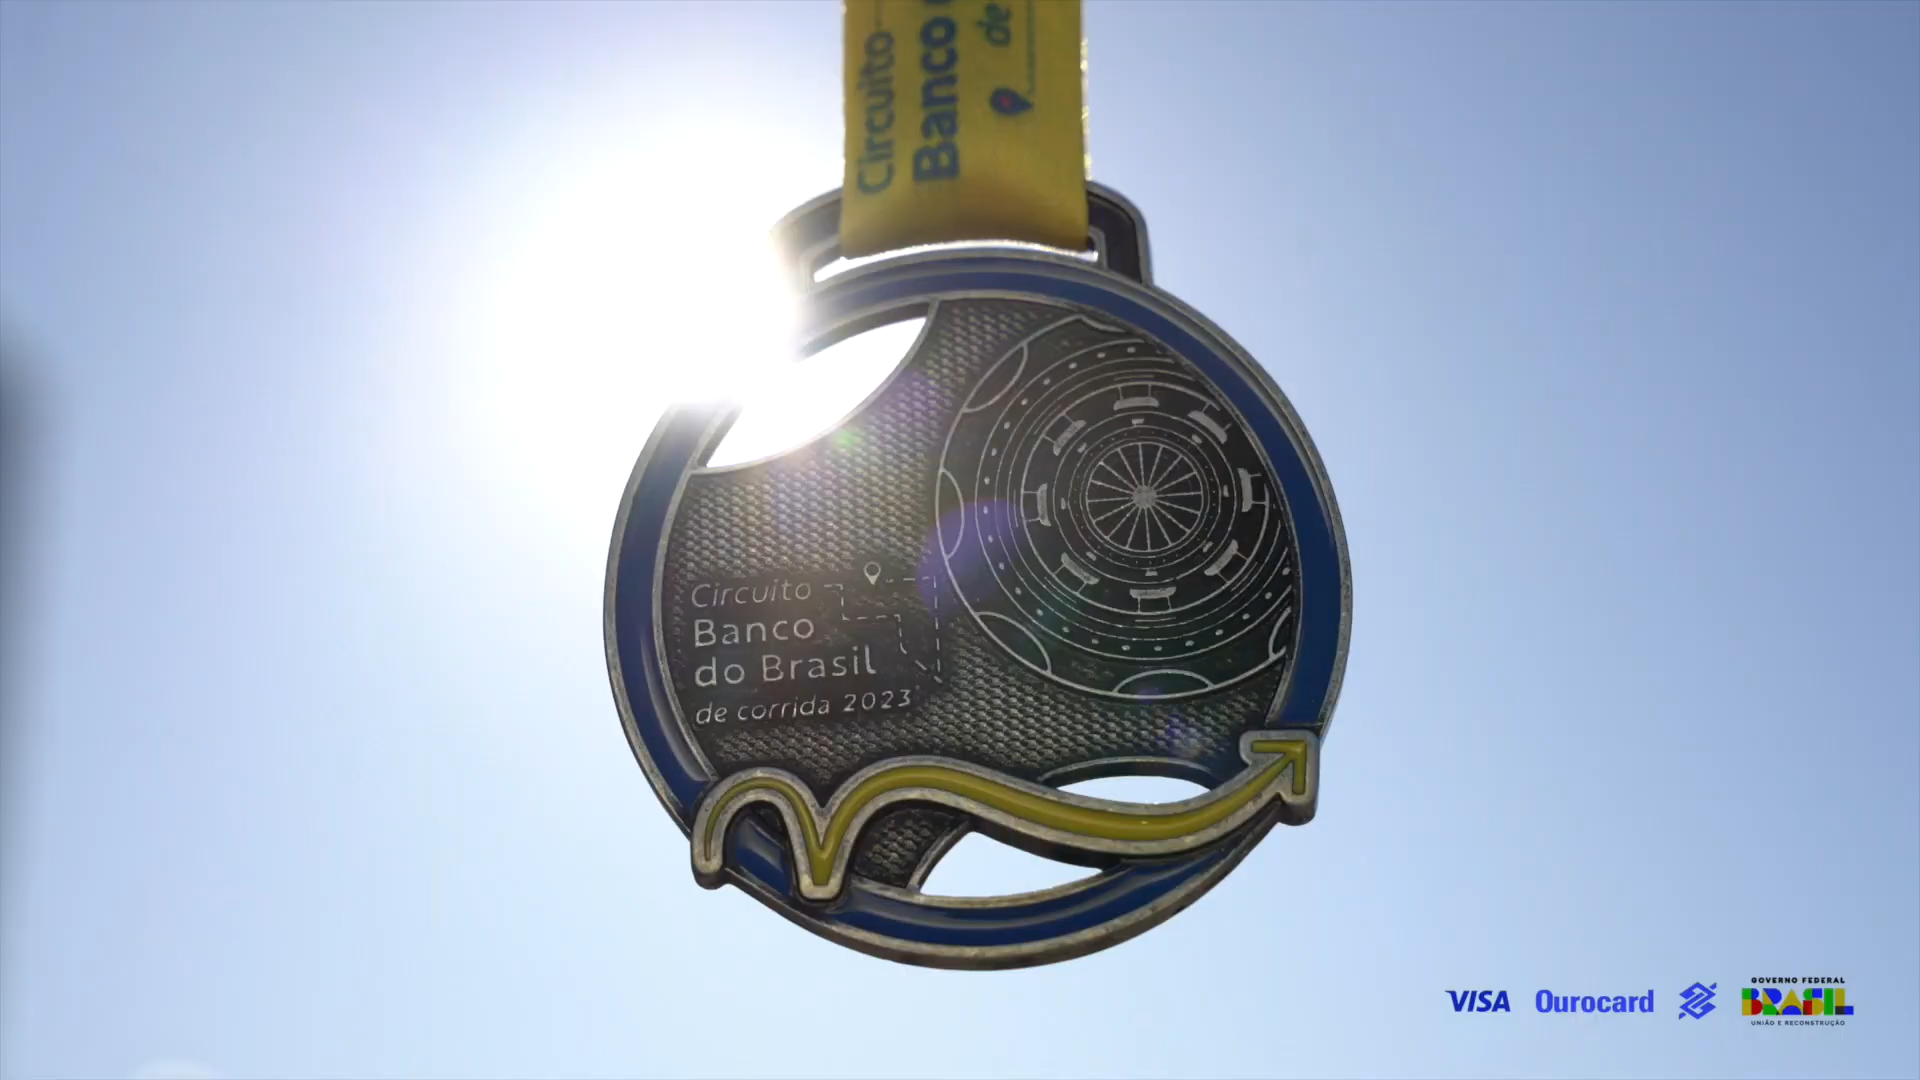 Circuito
Banco
de
Circuito
Banco
do Brasil
de corrida 2023
VISA
Ourocard
GOVERNO FEDERAL
BRASIL
UNIÃO E RECONSTRUÇÃO